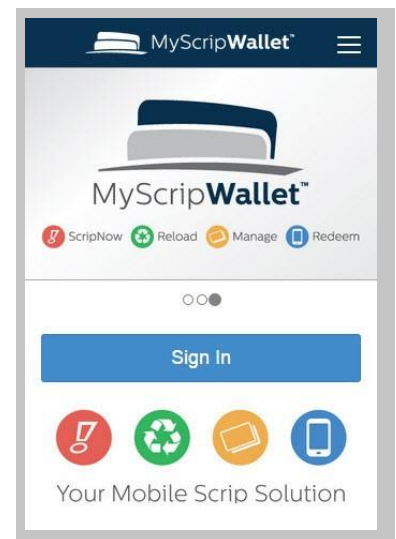 MyScripWallet™
MyScripWallet™
ScripNow Reload Manage Redeem
Sign In
Your Mobile Scrip Solution